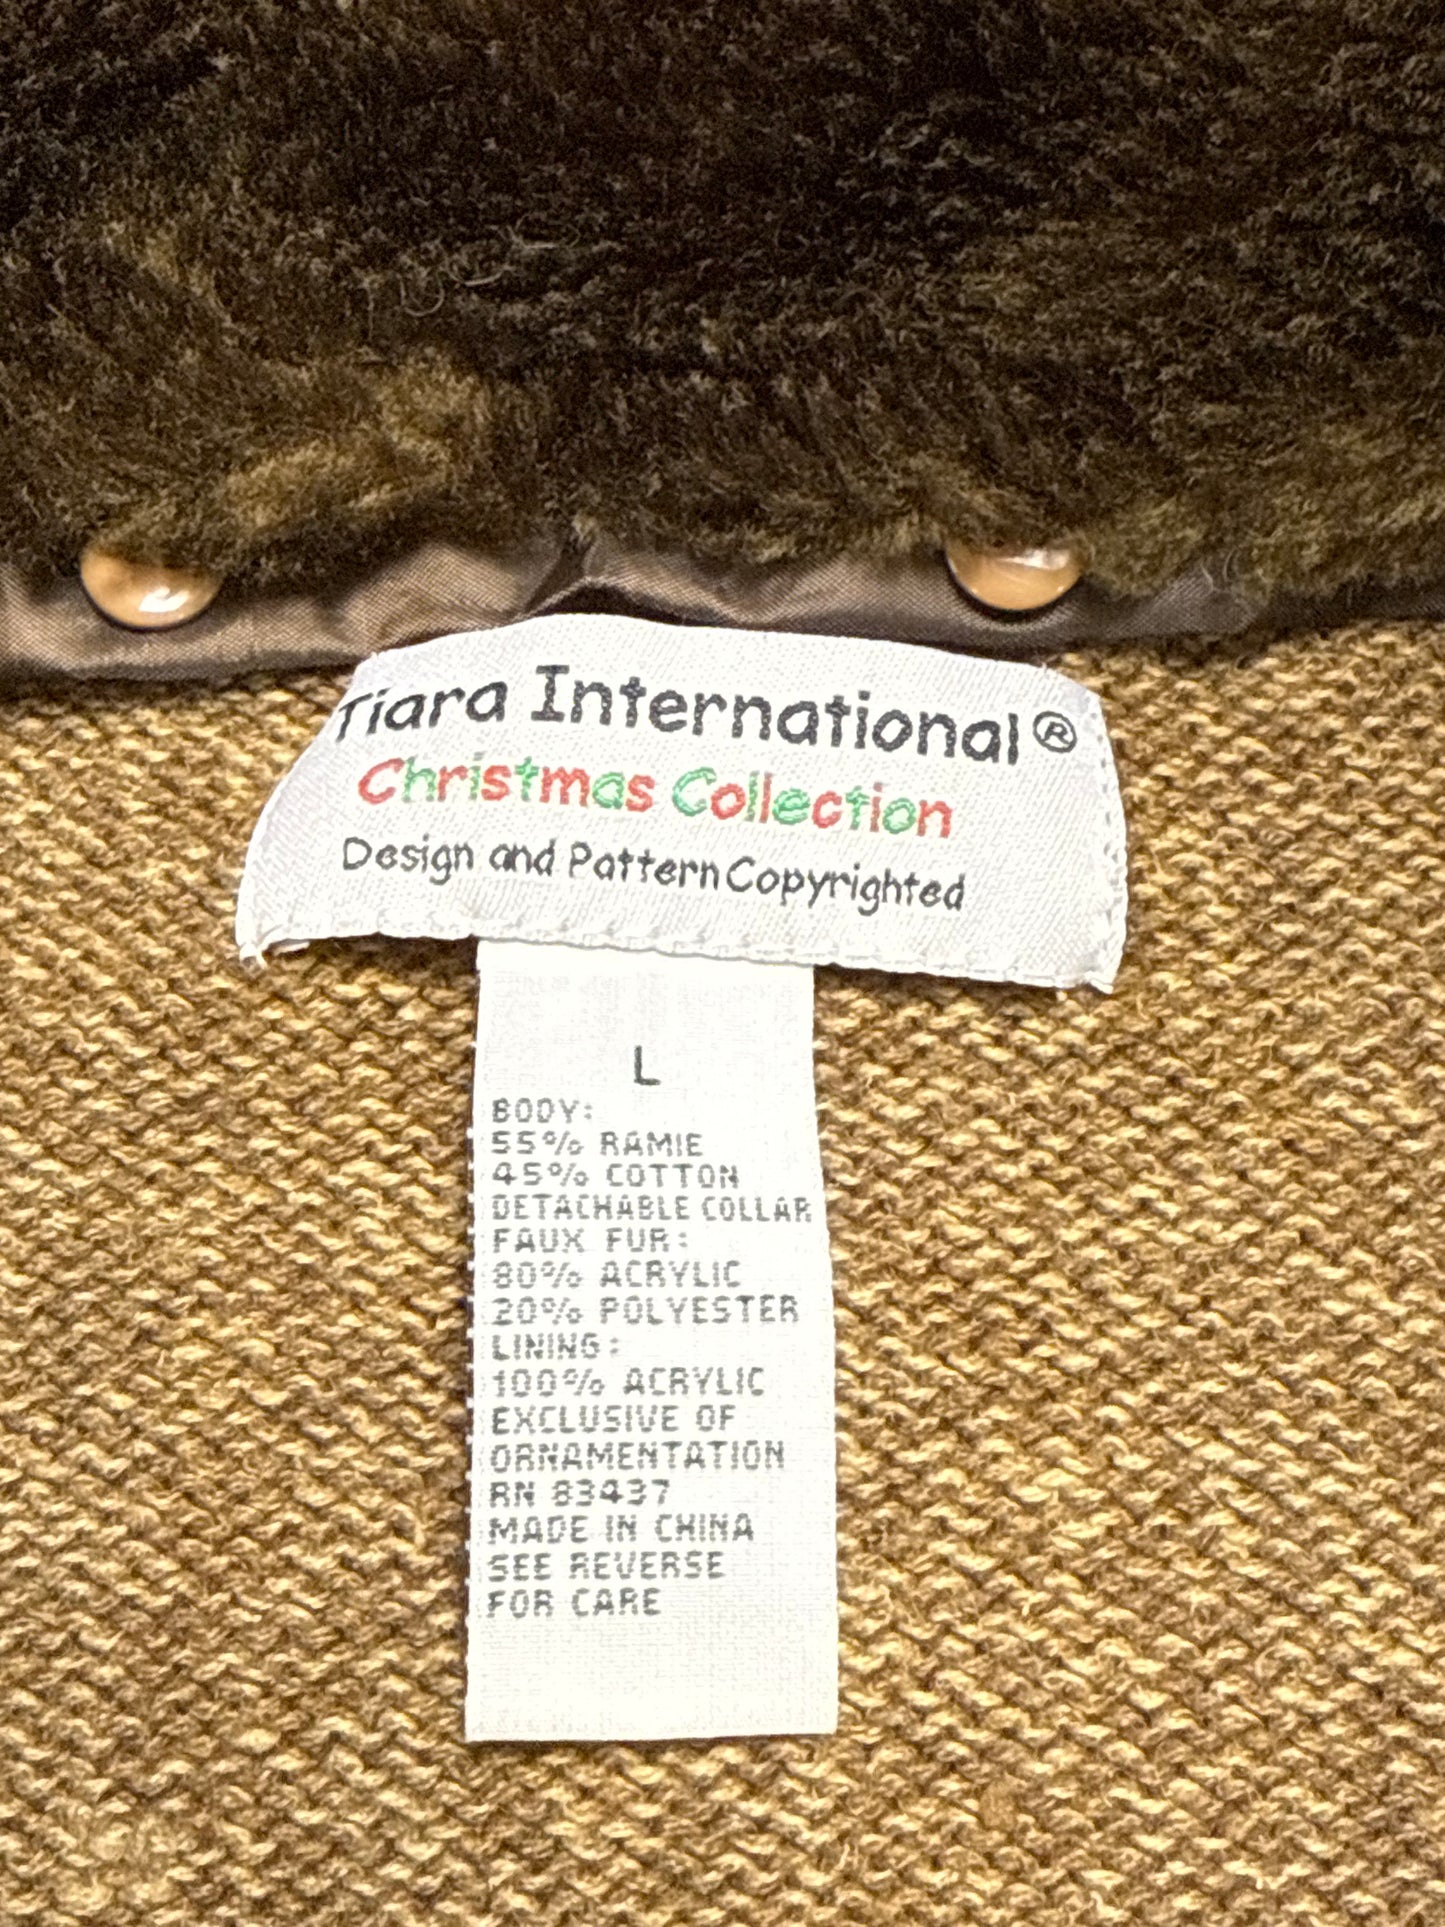 Tiara International®
Christmas Collection
Design and Pattern Copyrighted
L
BODY:
55% RAMIE
45% COTTON
DETACHABLE COLLAR
FAUX FUR:
80% ACRYLIC
20% POLYESTER
LINING:
100% ACRYLIC
EXCLUSIVE OF
ORNAMENTATION
RN 83437
MADE IN CHINA
SEE REVERSE
FOR CARE